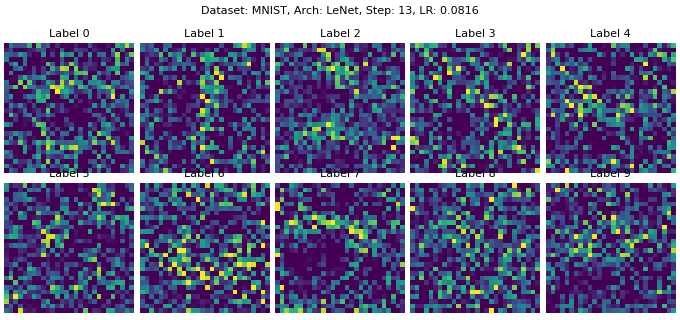 Dataset: MNIST, Arch: LeNet, Step: 13, LR: 0.0816
Label 0 Label 1 Label 2 Label 3 Label 4
Label 5 Label 6 Label 7 Label 8 Label 9